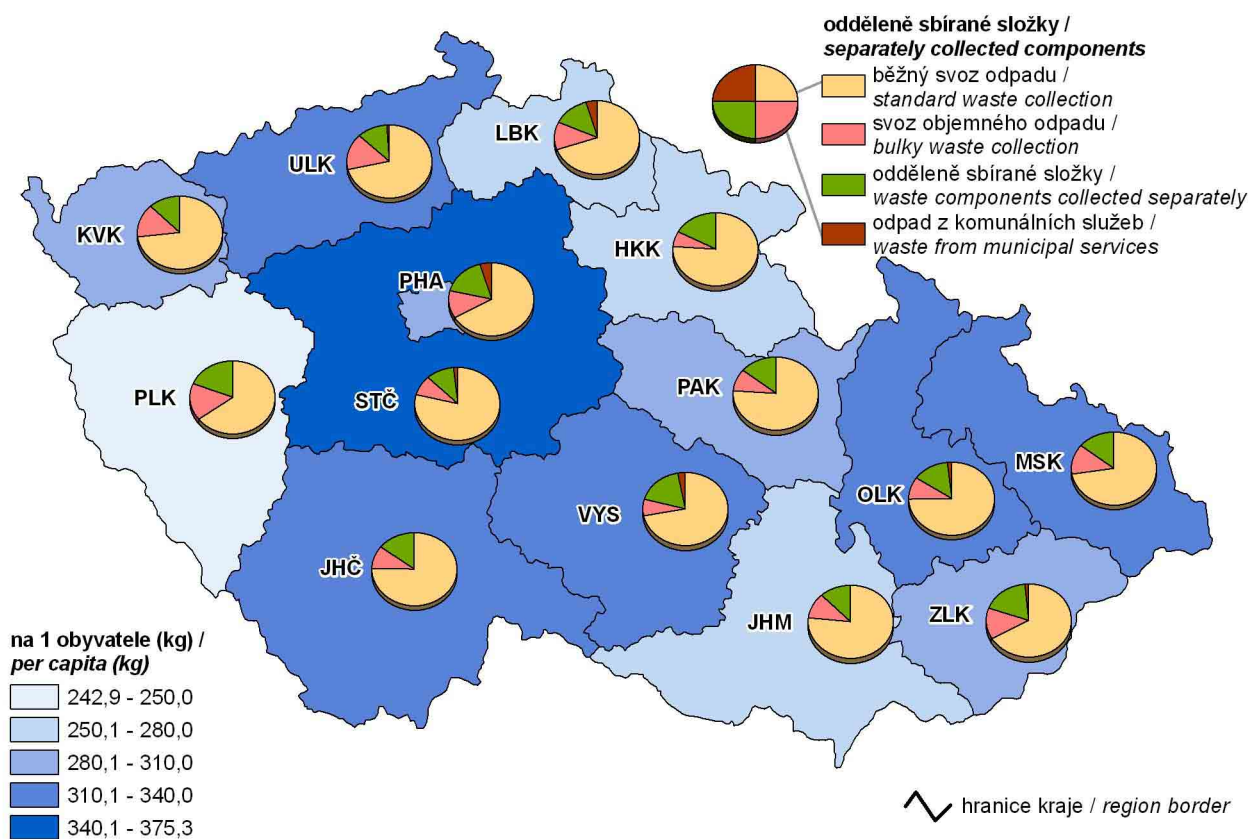 odděleně sbírané složky /
separately collected components
běžný svoz odpadu /
standard waste collection
svoz objemného odpadu /
bulky waste collection
odděleně sbírané složky /
waste components collected separately
odpad z komunálních služeb /
waste from municipal services
LBK
ULK
KVK
HKK
PHA
PLK
STČ
PAK
MSK
OLK
VYS
JHČ
JHM
ZLK
na 1 obyvatele (kg) /
per capita (kg)
242,9 - 250,0
250,1 - 280,0
280,1 - 310,0
310,1 - 340,0
340,1 - 375,3
hranice kraje / region border